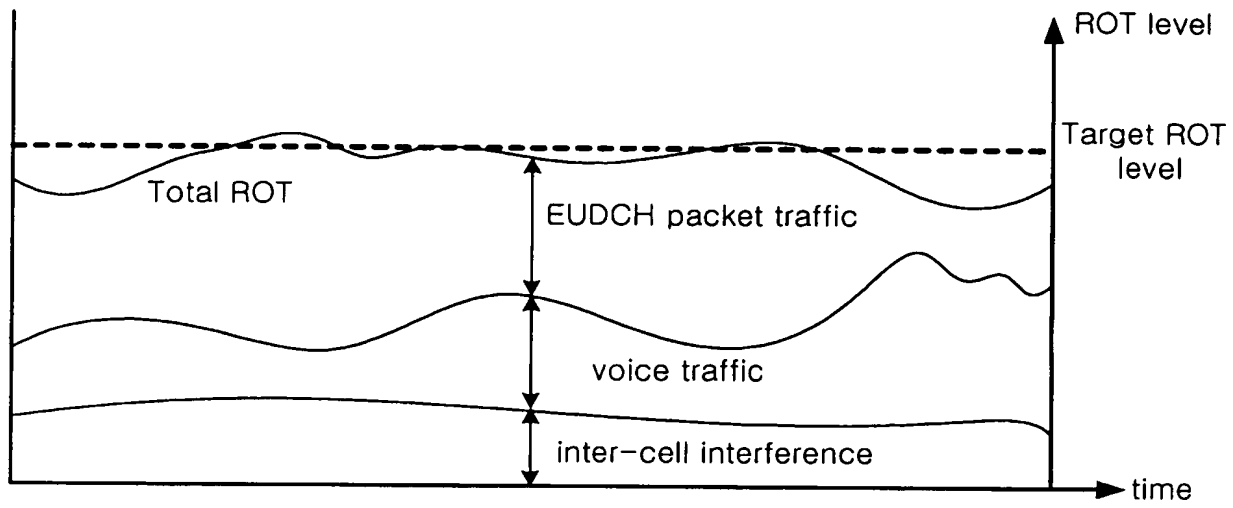 ROT level
Target ROT
level
Total ROT
EUDCH packet traffic
voice traffic
inter-cell interference
time